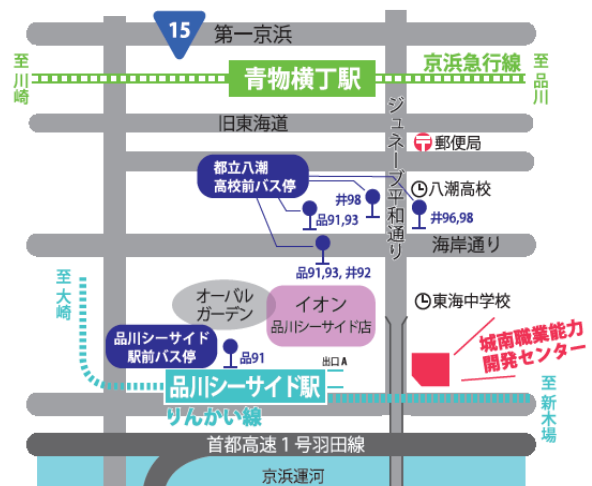 15
第一京浜
京浜急行線
至川崎
青物横丁駅
至品川
旧東海道
ジュネーブ平和通り
郵便局
都立八潮
高校前バス停
井98
八潮高校
品91,93
井96,98
海岸通り
品91,93, 井92
至大崎
オーバル
ガーデン
イオン
品川シーサイド店
東海中学校
品川シーサイド
駅前バス停
品91
出口A
城南職業能力
開発センター
品川シーサイド駅
至新木場
りんかい線
首都高速1号羽田線
京浜運河